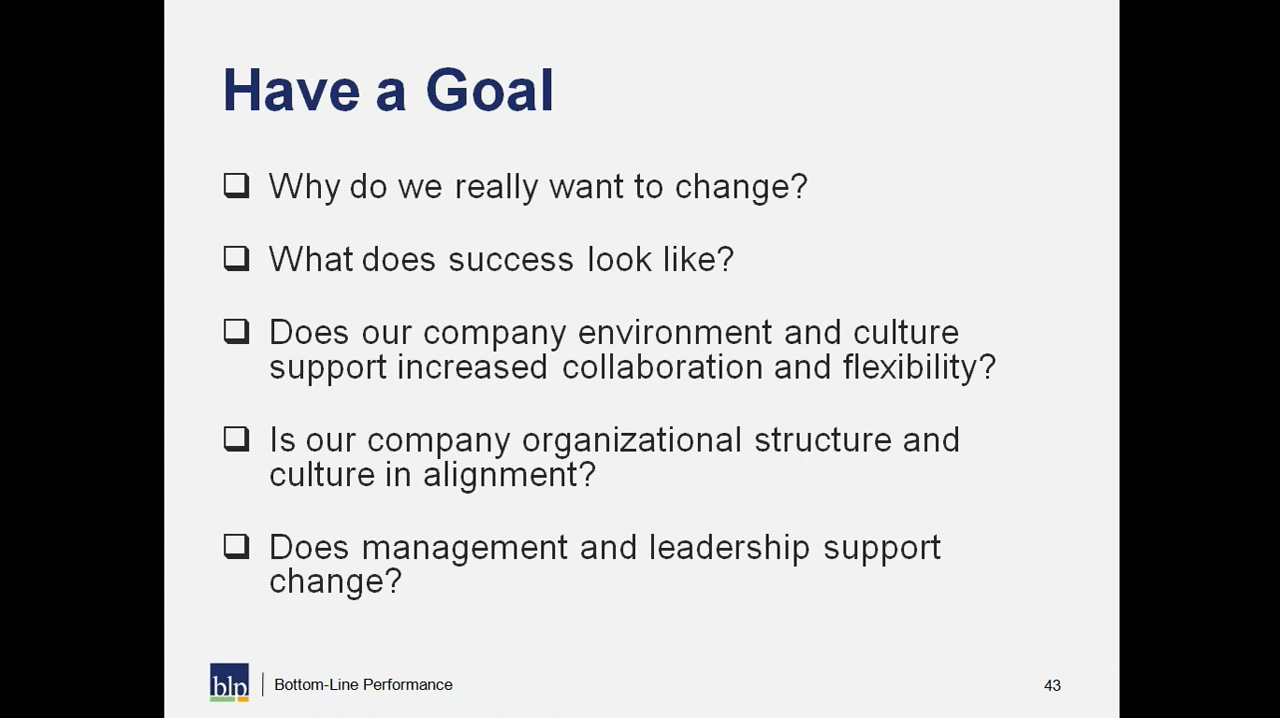 Have a Goal
Why do we really want to change?
What does success look like?
Does our company environment and culture
support increased collaboration and flexibility?
Is our company organizational structure and
culture in alignment?
Does management and leadership support
change?
blp
Bottom-Line Performance
43